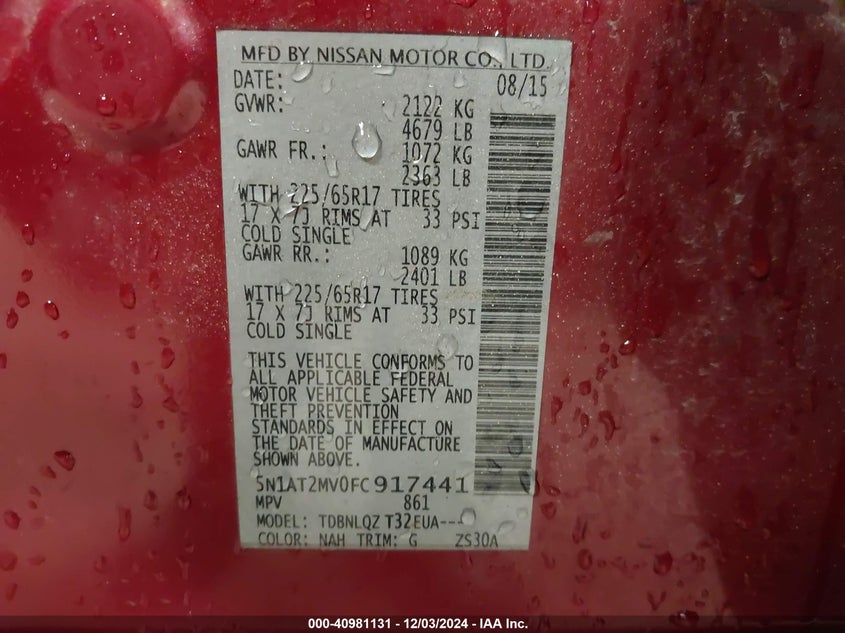 MFD BY NISSAN MOTOR CO., LTD.
DATE: 08/15
GVWR: 2122 KG
4679 LB
GAWR FR.: 1072 KG
2363 LB
WITH 225/65R17 TIRES
17 X 7J RIMS AT 33 PSI
COLD SINGLE
GAWR RR.: 1089 KG
2401 LB
WITH 225/65R17 TIRES
17 X 7J RIMS AT 33 PSI
COLD SINGLE
THIS VEHICLE CONFORMS TO
ALL APPLICABLE FEDERAL
MOTOR VEHICLE SAFETY AND
THEFT PREVENTION
STANDARDS IN EFFECT ON
THE DATE OF MANUFACTURE
SHOWN ABOVE.
5N1AT2MV0FC917441
MPV 861
MODEL: TDBNLQZ T32EUA---
COLOR: NAH TRIM: G ZS30A
000-40981131 - 12/03/2024 - IAA Inc.